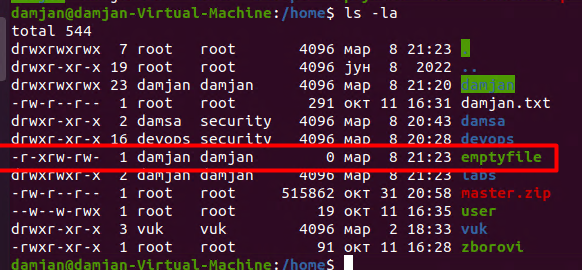 damjan@damjan-Virtual-Machine:/home$ ls -la
total 544
drwxrwxrwx 7 root root 4096 мар 8 21:23 .
drwxr-xr-x 19 root root 4096 јун 8 2022 ..
drwxrwxrwx 23 damjan damjan 4096 мар 8 21:20 damjan
-rw-r--r-- 1 root root 291 окт 11 16:31 damjan.txt
drwxr-xr-x 2 damsa security 4096 мар 8 20:43 damsa
drwxr-xr-x 16 devops security 4096 мар 8 20:28 devops
-r-xrw-rw- 1 damjan damjan 0 мар 8 21:23 emptyfile
drwxrwxr-x 2 damjan damjan 4096 мар 8 21:00 labs
-rw-r--r-- 1 root root 515862 окт 31 20:58 master.zip
--w--w-rwx 1 root root 19 окт 11 16:35 user
drwxr-xr-x 3 vuk vuk 4096 мар 2 18:33 vuk
-rwxr-xr-x 1 root root 91 окт 11 16:28 zborovi
damjan@damjan-Virtual-Machine:/home$